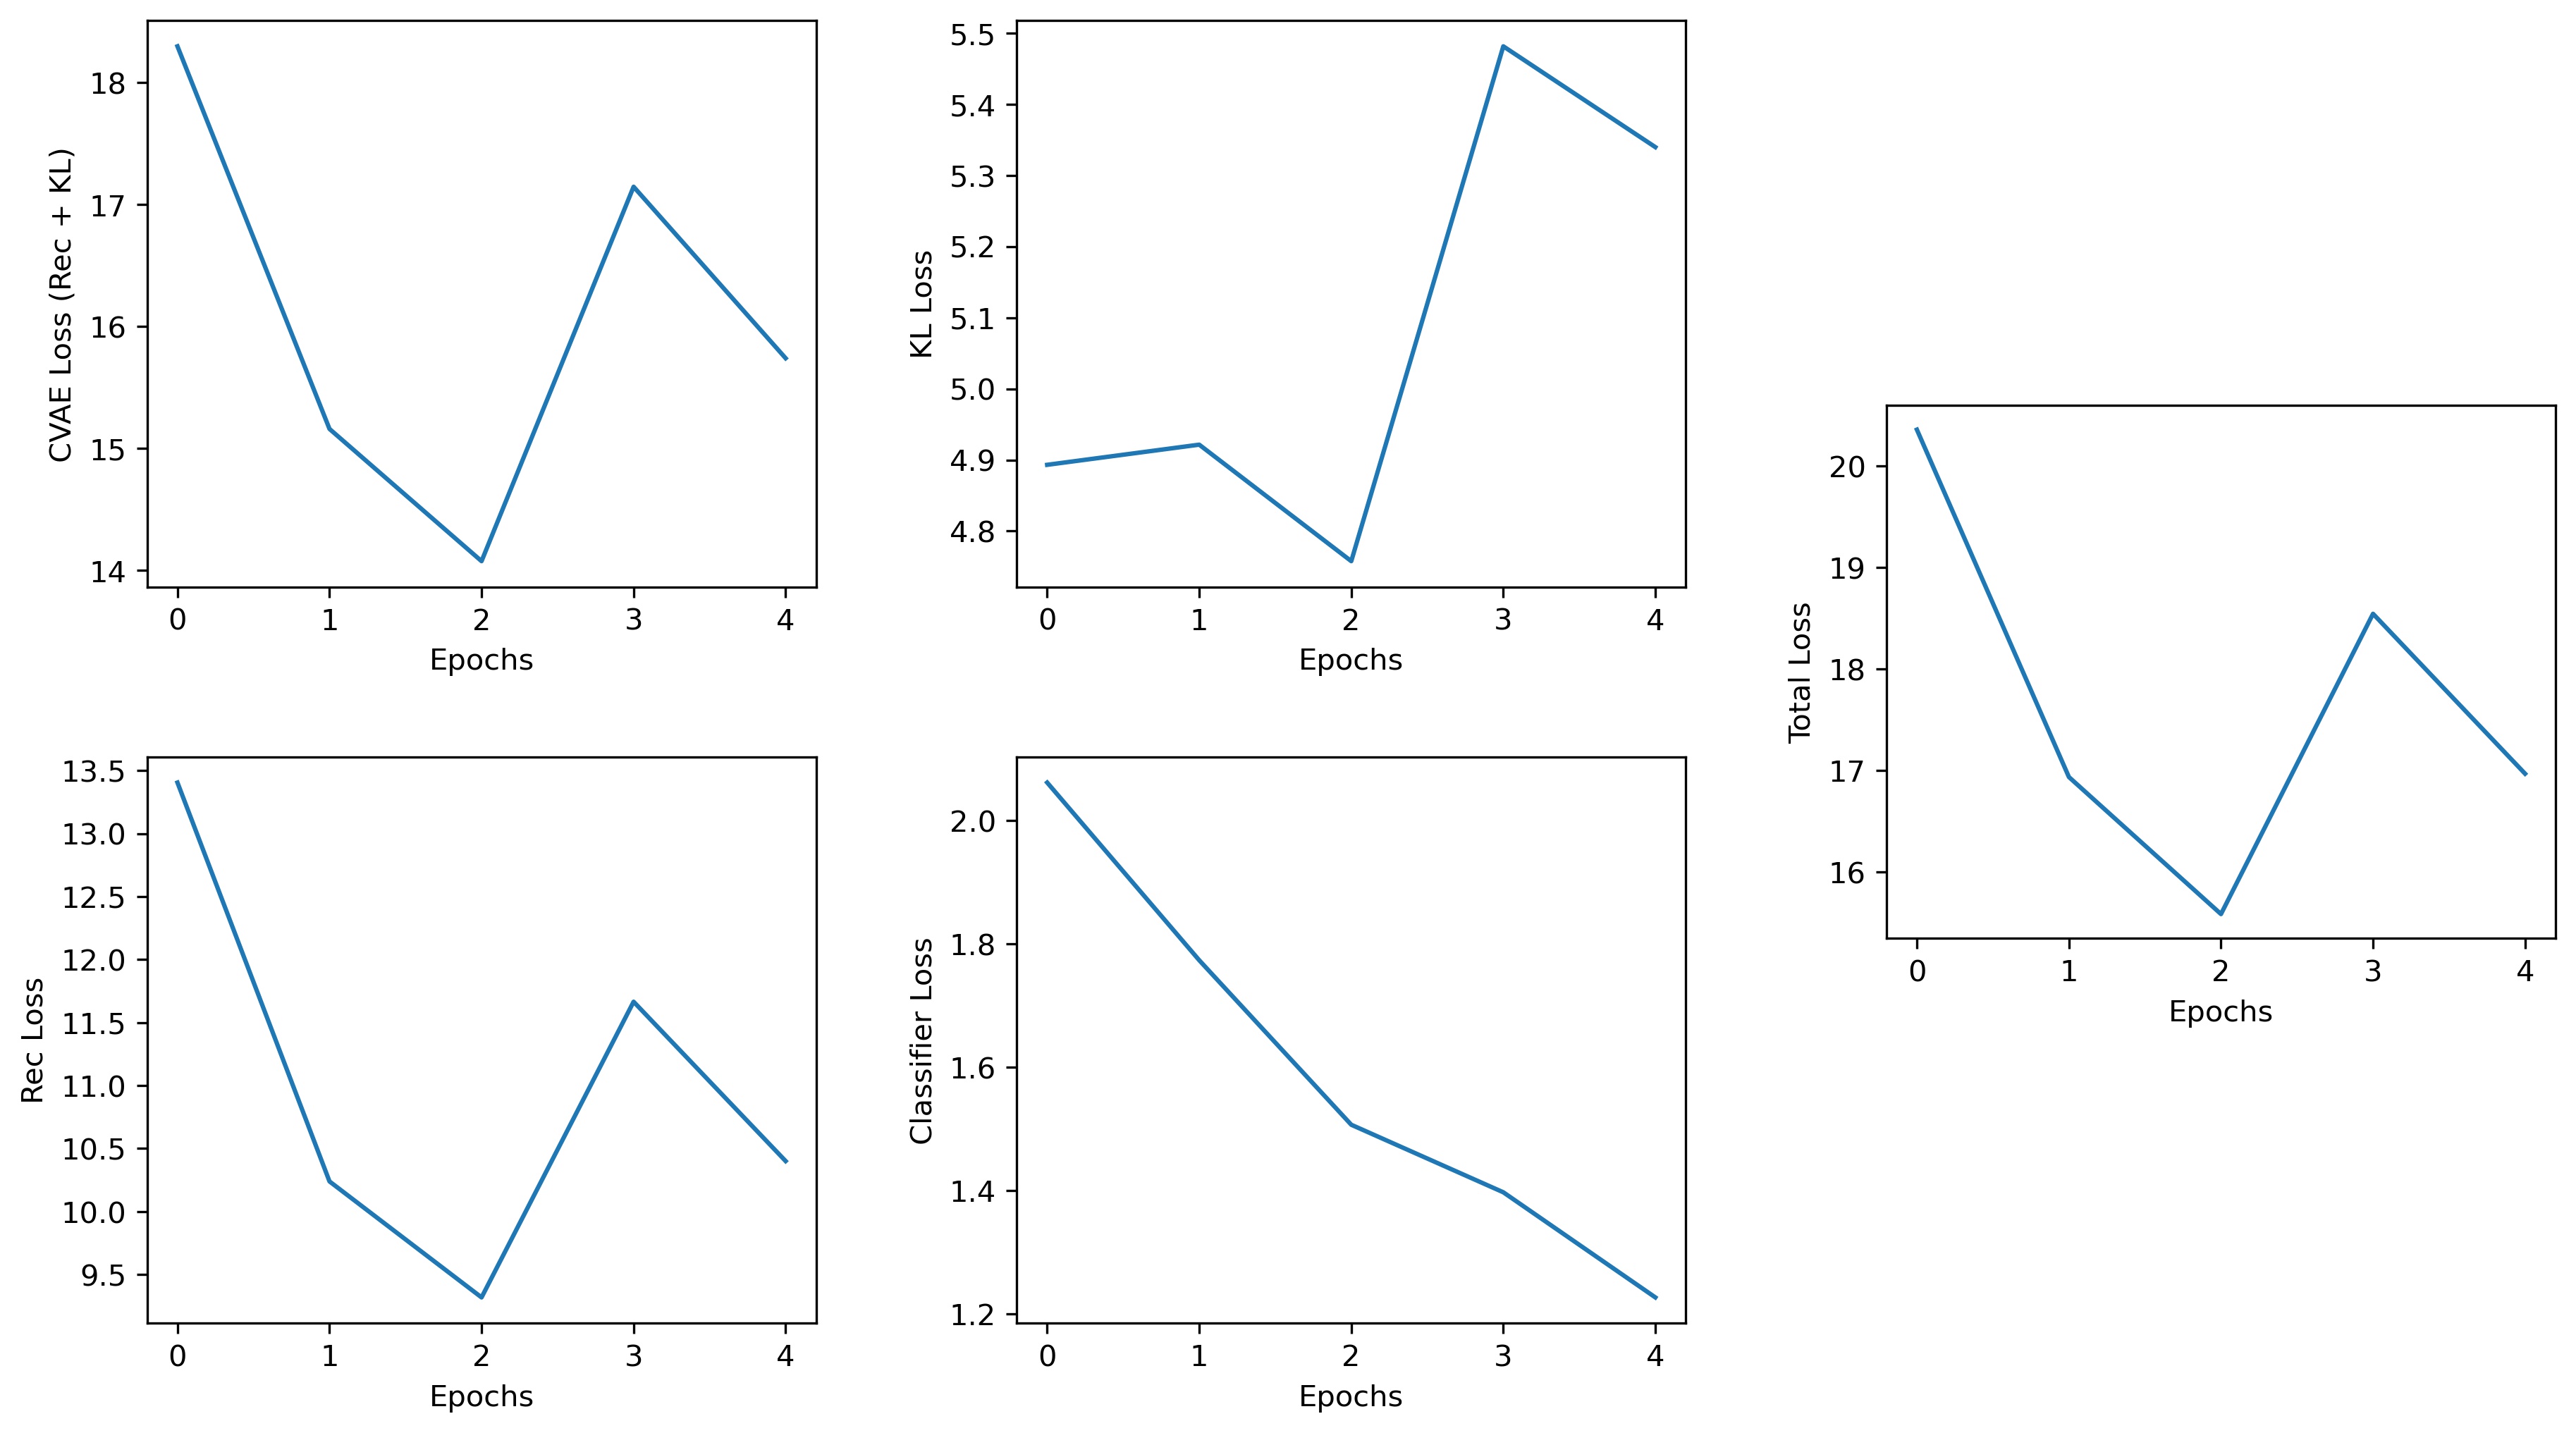 CVAE Loss (Rec + KL)
18
17
16
15
14
0 1 2 3 4
Epochs
KL Loss
5.5
5.4
5.3
5.2
5.1
5.0
4.9
4.8
0 1 2 3 4
Epochs
Rec Loss
13.5
13.0
12.5
12.0
11.5
11.0
10.5
10.0
9.5
0 1 2 3 4
Epochs
Classifier Loss
2.0
1.8
1.6
1.4
1.2
0 1 2 3 4
Epochs
Total Loss
20
19
18
17
16
0 1 2 3 4
Epochs